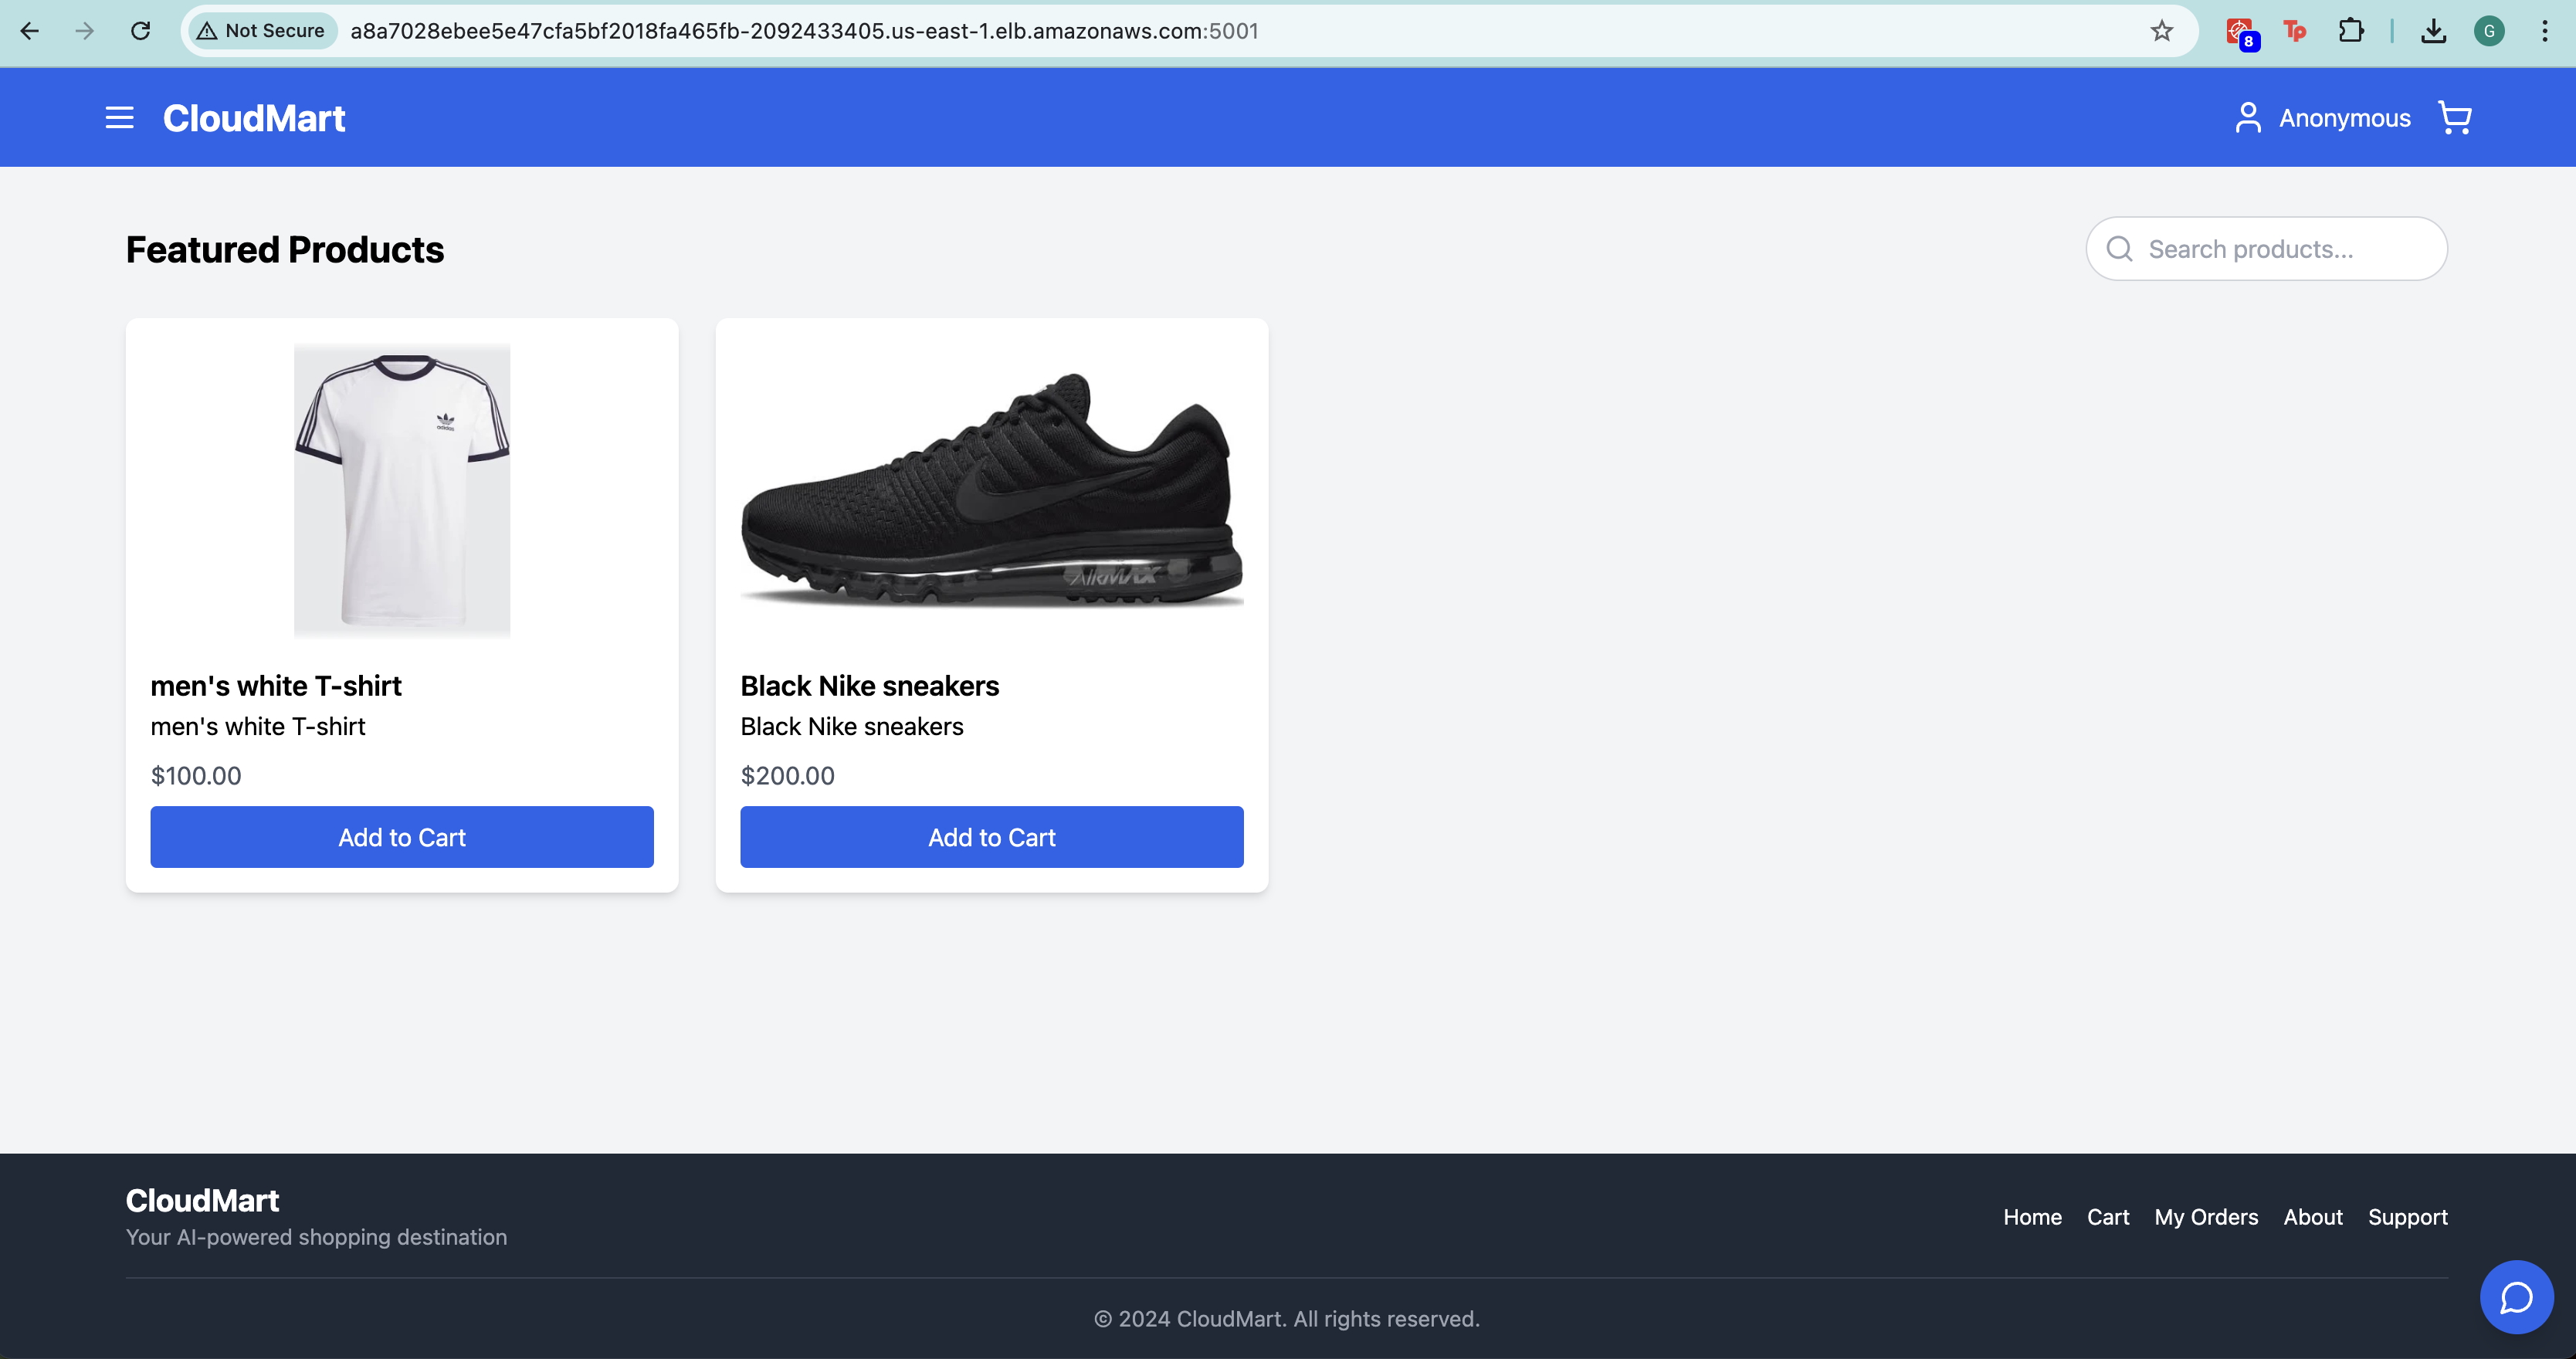 Not Secure a8a7028ebee5e47cfa5bf2018fa465fb-2092433405.us-east-1.elb.amazonaws.com:5001 8 Tp G
CloudMart Anonymous
Featured Products Search products...
adidas
AIRMAX
men's white T-shirt
men's white T-shirt
$100.00
Add to Cart
Black Nike sneakers
Black Nike sneakers
$200.00
Add to Cart
CloudMart
Your AI-powered shopping destination
Home Cart My Orders About Support
© 2024 CloudMart. All rights reserved.